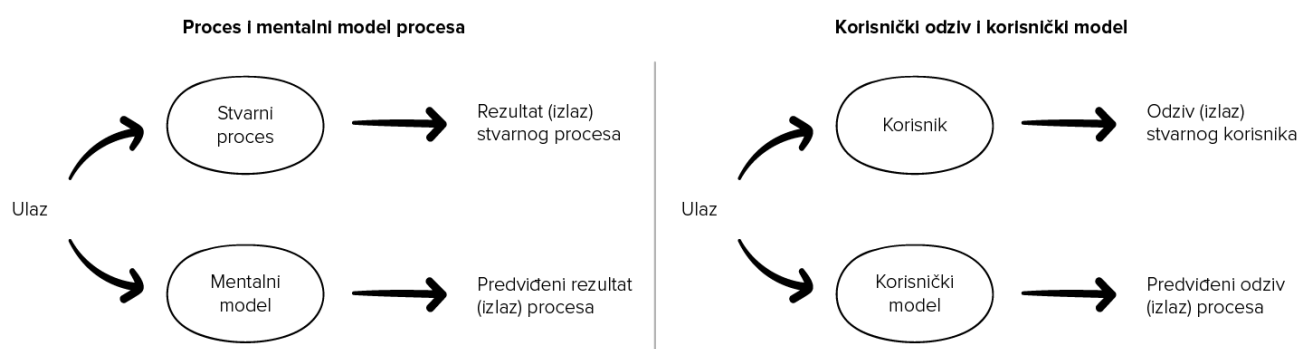 Proces i mentalni model procesa
Ulaz
Stvarni
proces
Rezultat (izlaz)
stvarnog procesa
Mentalni
model
Predviđeni rezultat
(izlaz) procesa
Korisnički odziv i korisnički model
Ulaz
Korisnik
Odziv (izlaz)
stvarnog korisnika
Korisnički
model
Predviđeni odziv
(izlaz) procesa